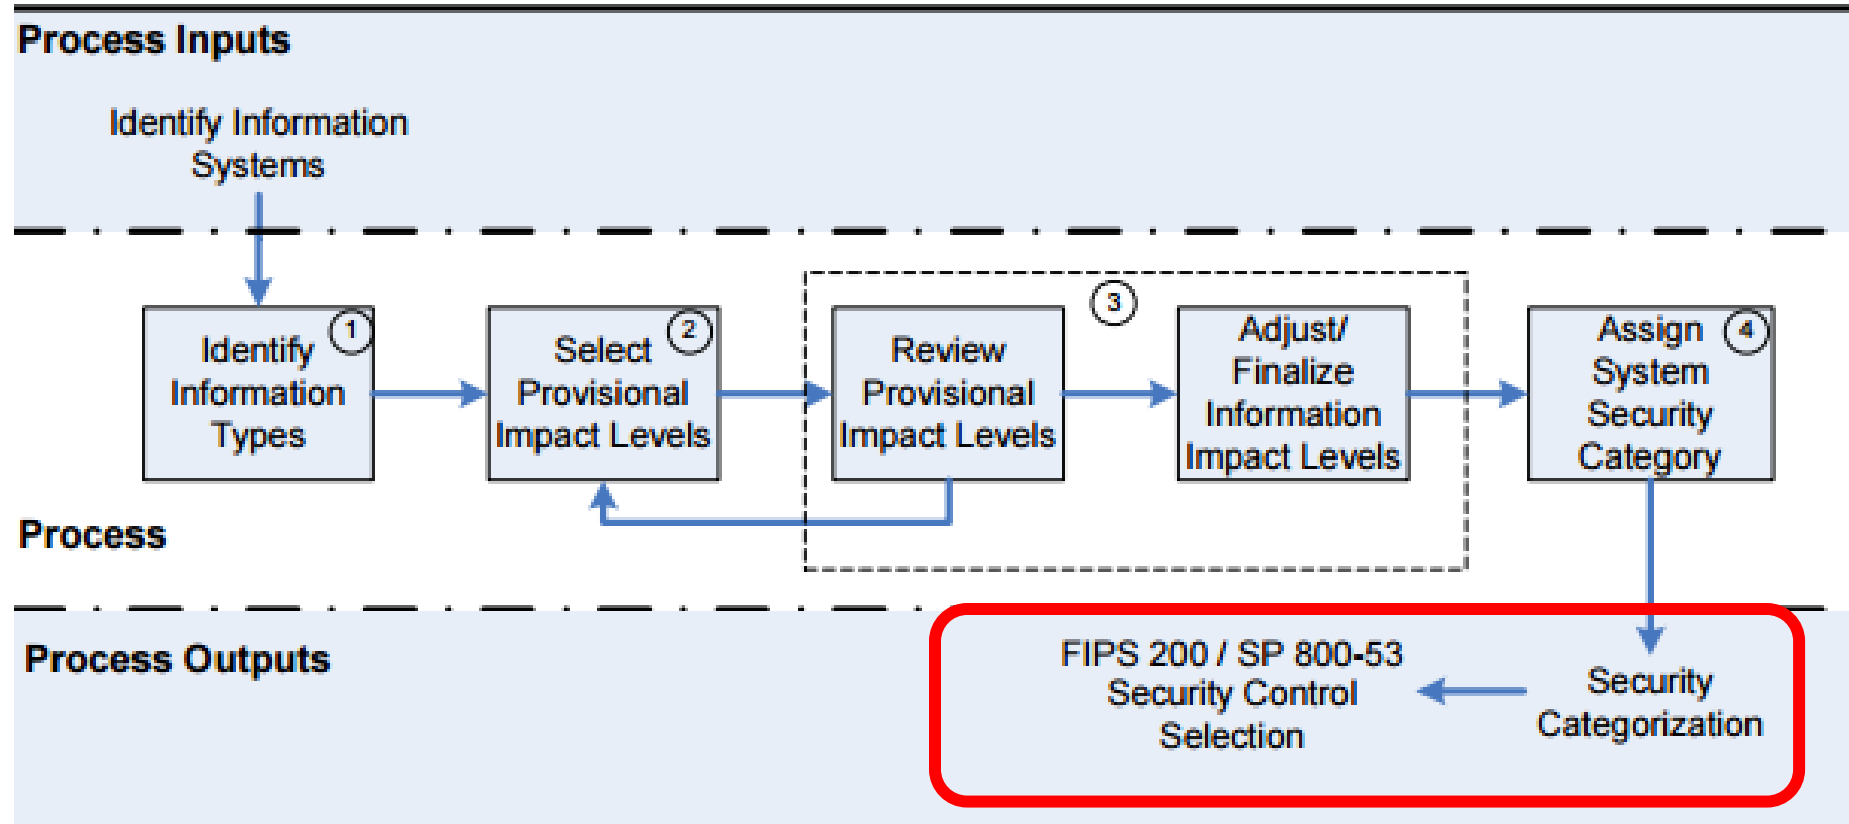 Process Inputs
Identify Information
Systems
1
Identify
Information
Types
2
Select
Provisional
Impact Levels
3
Review
Provisional
Impact Levels
Adjust/
Finalize
Information
Impact Levels
4
Assign
System
Security
Category
Process
Process Outputs
FIPS 200 / SP 800-53
Security Control
Selection
Security
Categorization